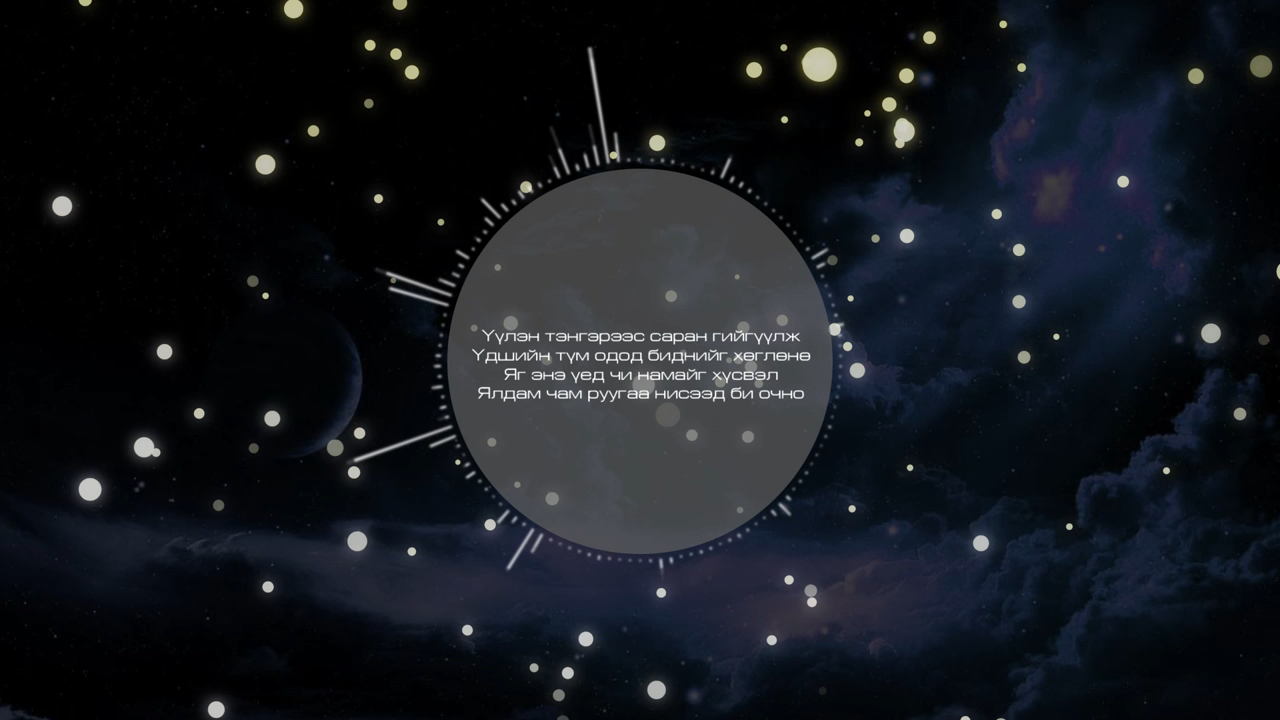 Үүлэн тэнгэрээс саран гийгүүлж
Үдшийн түм одод биднийг хөглөнө
Яг энэ үед чи намайг хүсвэл
Ялдам чам руугаа нисээд би очно